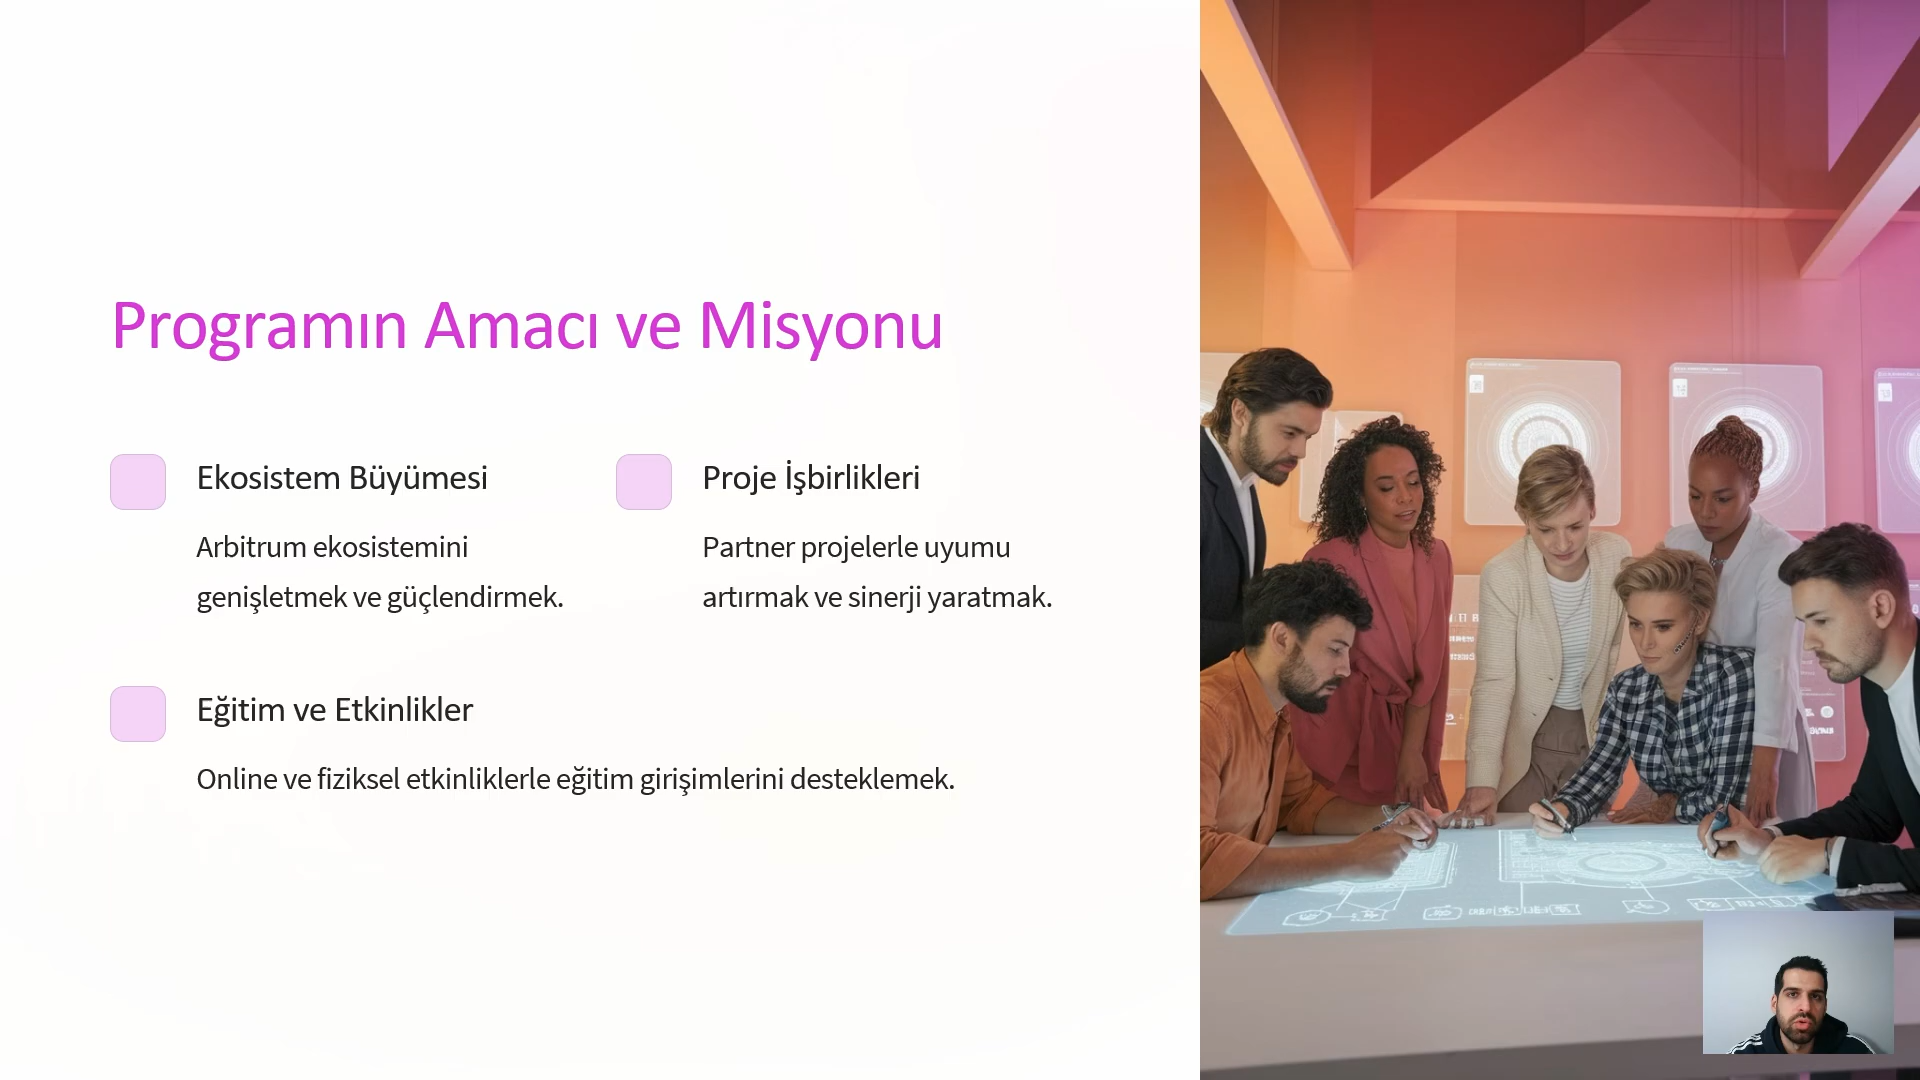 Programın Amacı ve Misyonu
Ekosistem Büyümesi
Arbitrum ekosistemini
genişletmek ve güçlendirmek.
Proje İşbirlikleri
Partner projelerle uyumu
artırmak ve sinerji yaratmak.
Eğitim ve Etkinlikler
Online ve fiziksel etkinliklerle eğitim girişimlerini desteklemek.